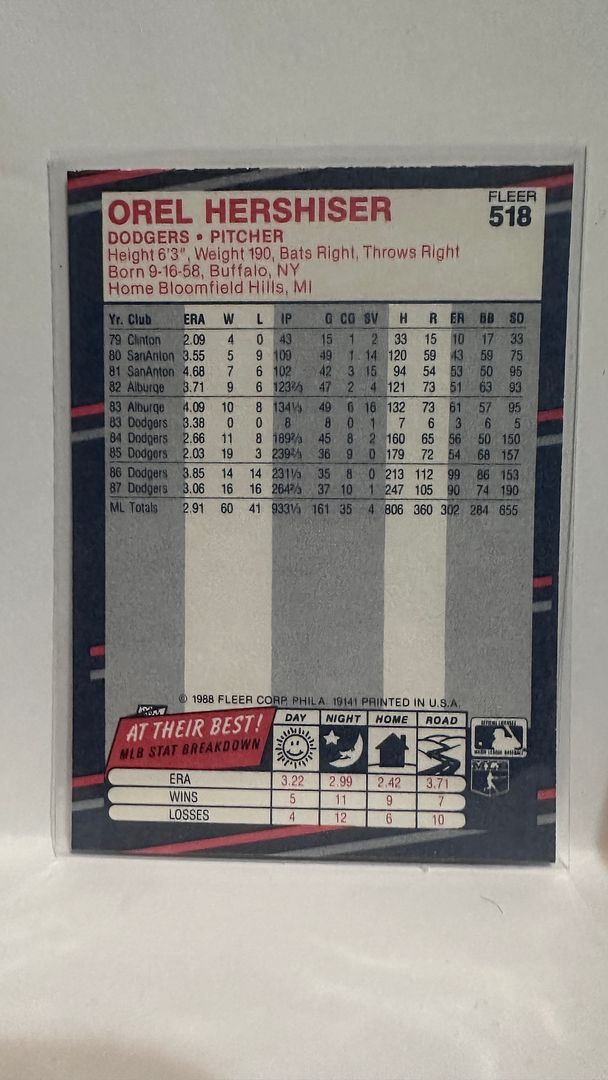 FLEER
OREL HERSHISER 518
DODGERS • PITCHER
Height 6'3", Weight 190, Bats Right, Throws Right
Born 9-16-58, Buffalo, NY
Home Bloomfield Hills, MI
Yr. Club ERA W L IP G CG SV H R ER BB SO
79 Clinton 2.09 4 0 43 15 1 2 33 15 10 17 33
80 SanAnton 3.55 5 9 109 49 1 14 120 59 43 59 75
81 SanAnton 4.68 7 6 102 42 3 15 94 54 53 50 95
82 Alburqe 3.71 9 6 123⅔ 47 2 4 121 73 51 63 93
83 Alburqe 4.09 10 8 134⅓ 49 6 16 132 73 61 57 95
83 Dodgers 3.38 0 0 8 8 0 1 7 6 3 6 5
84 Dodgers 2.66 11 8 189⅔ 45 8 2 160 65 56 50 150
85 Dodgers 2.03 19 3 239⅔ 36 9 0 179 72 54 68 157
86 Dodgers 3.85 14 14 231⅓ 35 8 0 213 112 99 86 153
87 Dodgers 3.06 16 16 264⅔ 37 10 1 247 105 90 74 190
ML Totals 2.91 60 41 933⅓ 161 35 4 806 360 302 284 655
© 1988 FLEER CORP. PHILA. 19141 PRINTED IN U.S.A.
AT THEIR BEST!
MLB STAT BREAKDOWN
DAY NIGHT HOME ROAD
ERA 3.22 2.99 2.42 3.71
WINS 5 11 9 7
LOSSES 4 12 6 10
MAJOR LEAGUE BASEBALL